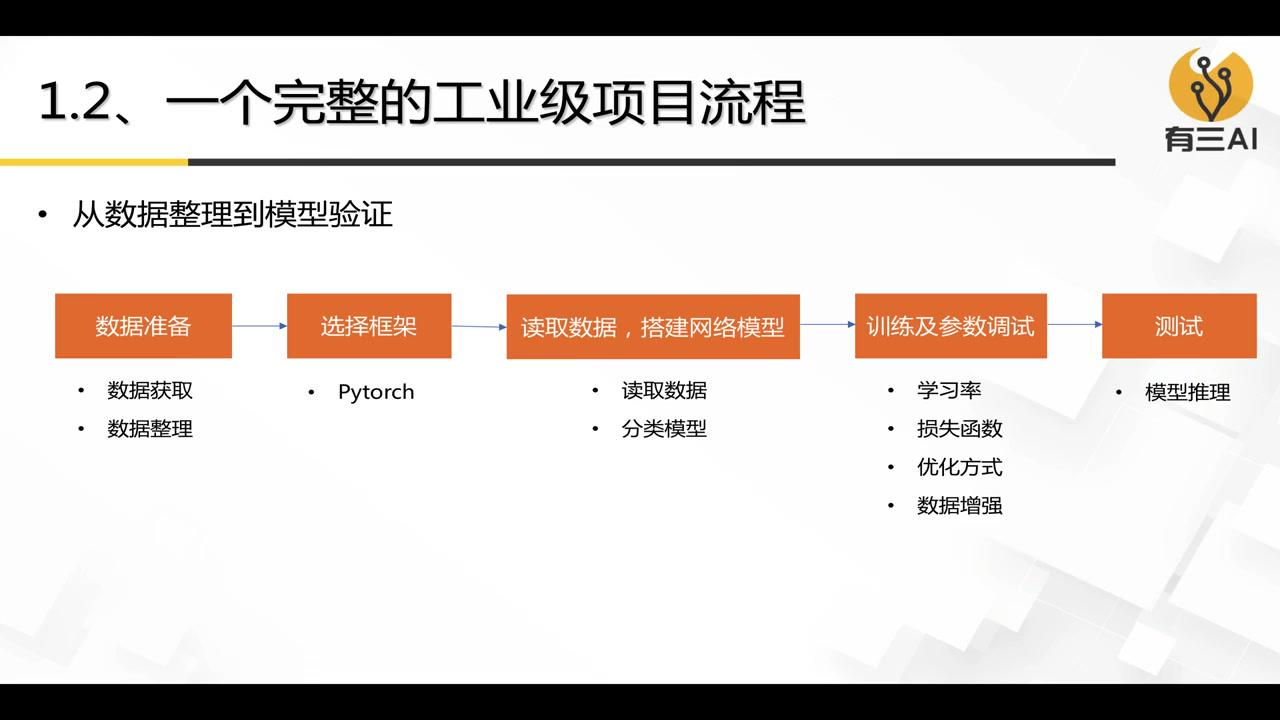 1.2、一个完整的工业级项目流程
有三AI
• 从数据整理到模型验证
数据准备
• 数据获取
• 数据整理
选择框架
• Pytorch
读取数据，搭建网络模型
• 读取数据
• 分类模型
训练及参数调试
• 学习率
• 损失函数
• 优化方式
• 数据增强
测试
• 模型推理